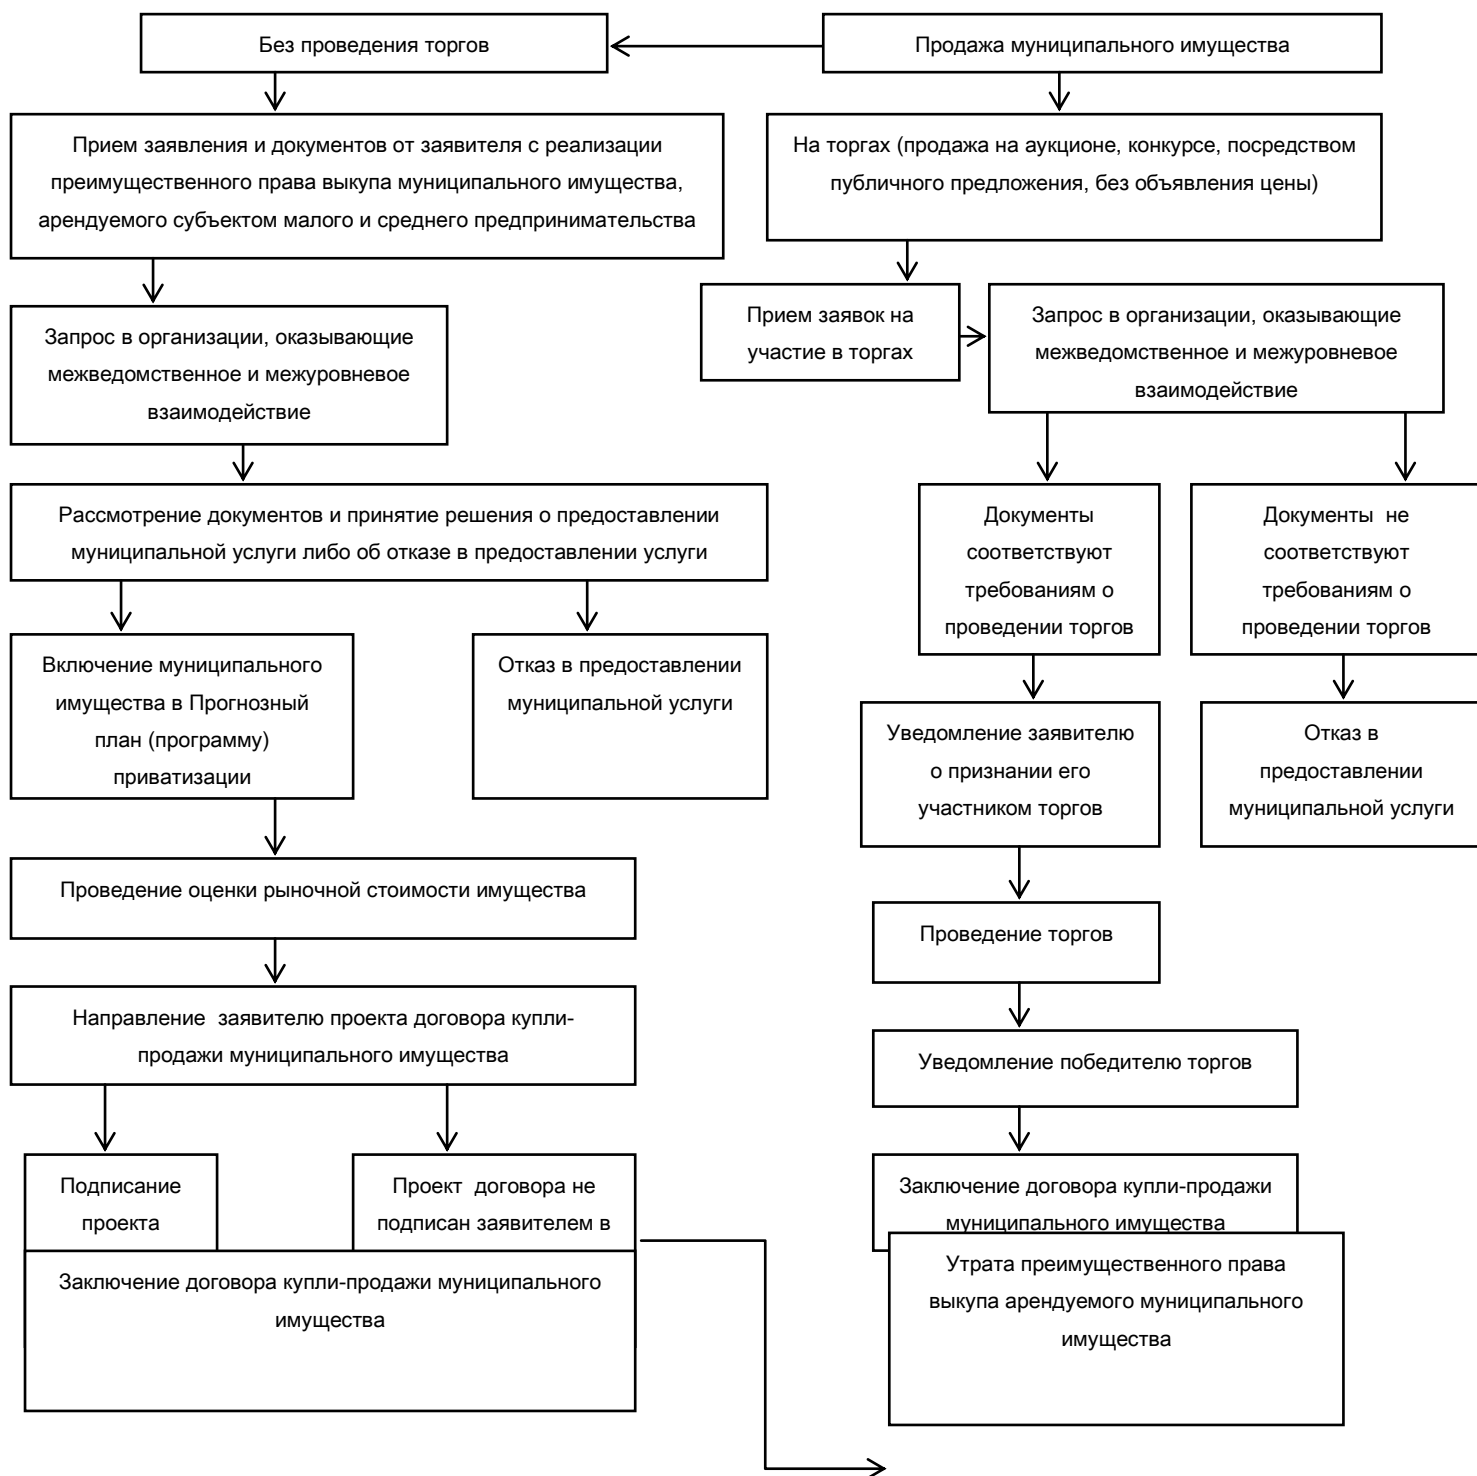 Без проведения торгов
Продажа муниципального имущества
Прием заявления и документов от заявителя с реализации
преимущественного права выкупа муниципального имущества,
арендуемого субъектом малого и среднего предпринимательства
На торгах (продажа на аукционе, конкурсе, посредством
публичного предложения, без объявления цены)
Прием заявок на
участие в торгах
Запрос в организации, оказывающие
межведомственное и межуровневое
взаимодействие
Запрос в организации, оказывающие
межведомственное и межуровневое
взаимодействие
Рассмотрение документов и принятие решения о предоставлении
муниципальной услуги либо об отказе в предоставлении услуги
Документы
соответствуют
требованиям о
проведении торгов
Документы  не
соответствуют
требованиям о
проведении торгов
Включение муниципального
имущества в Прогнозный
план (программу)
приватизации
Отказ в предоставлении
муниципальной услуги
Уведомление заявителю
о признании его
участником торгов
Отказ в
предоставлении
муниципальной услуги
Проведение оценки рыночной стоимости имущества
Проведение торгов
Направление  заявителю проекта договора купли-
продажи муниципального имущества
Уведомление победителю торгов
Подписание
проекта
Проект  договора не
подписан заявителем в
Заключение договора купли-продажи
муниципального имущества
Заключение договора купли-продажи муниципального
имущества
Утрата преимущественного права
выкупа арендуемого муниципального
имущества